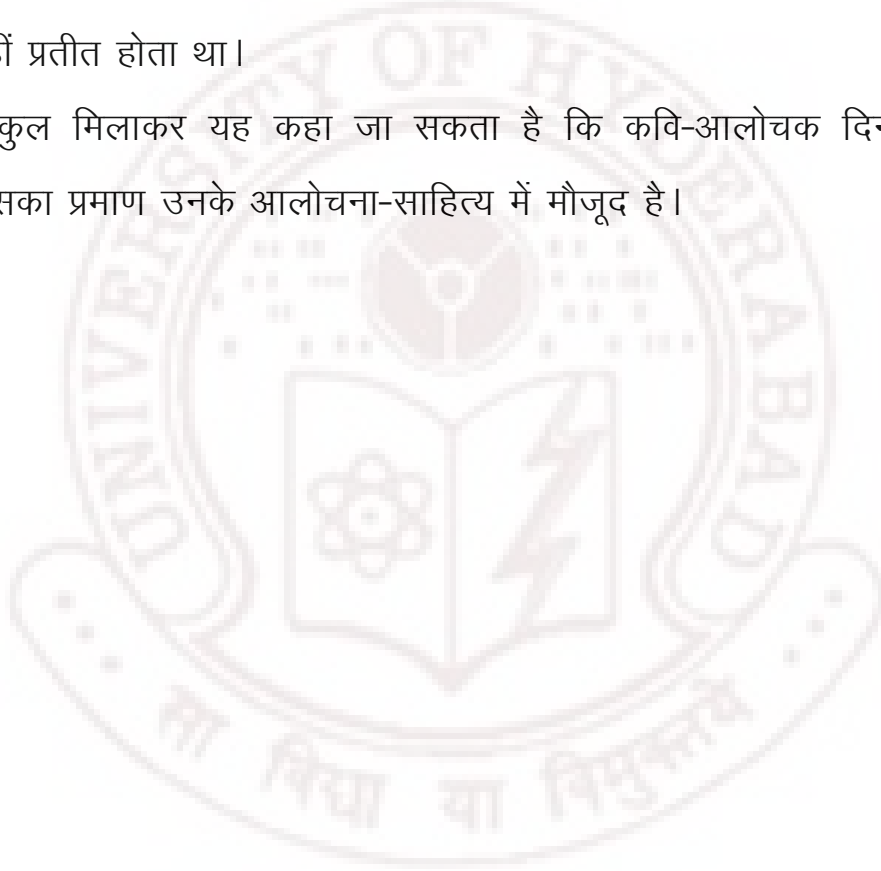 प्रतीत होता था।
कुल मिलाकर यह कहा जा सकता है कि कवि-आलोचक
प्रमाण उनके आलोचना-साहित्य में मौजूद है।
UNIVERSITY OF HYDERABAD
सा विद्या या विमुक्तये